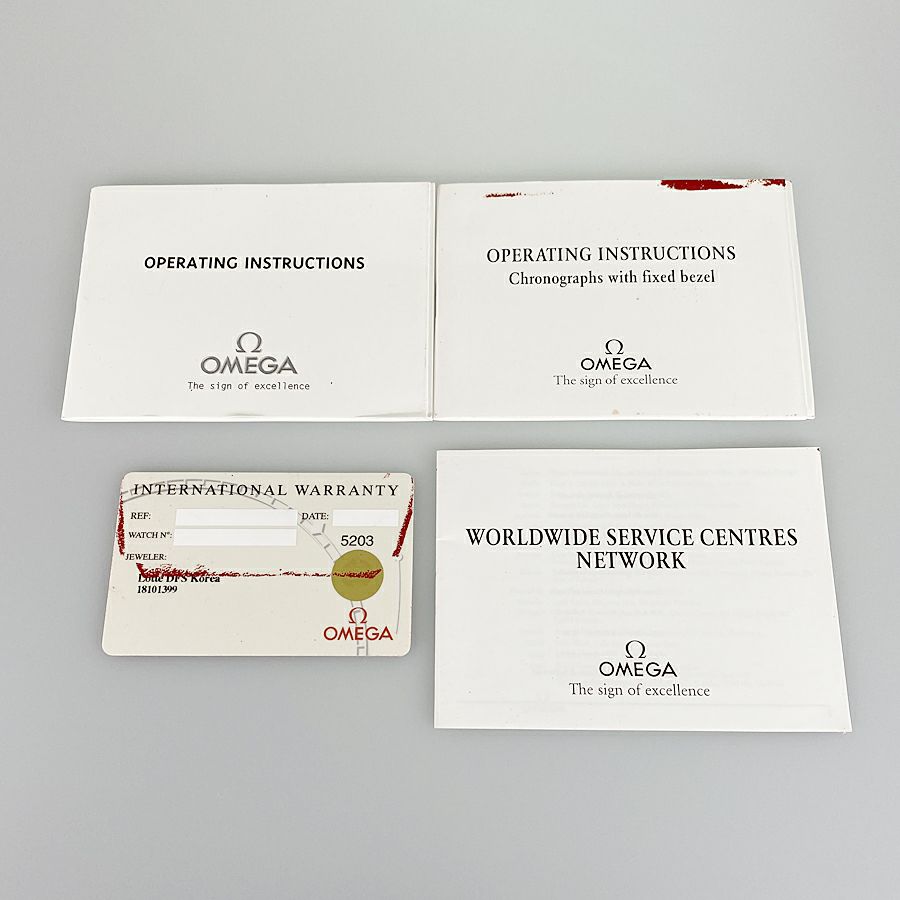 OPERATING INSTRUCTIONS
Ω
OMEGA
The sign of excellence
OPERATING INSTRUCTIONS
Chronographs with fixed bezel
Ω
OMEGA
The sign of excellence
INTERNATIONAL WARRANTY
REF:
DATE:
WATCH Nº:
5203
JEWELER:
Lotte DFS Korea
18101399
Ω
OMEGA
WORLDWIDE SERVICE CENTRES
NETWORK
Ω
OMEGA
The sign of excellence